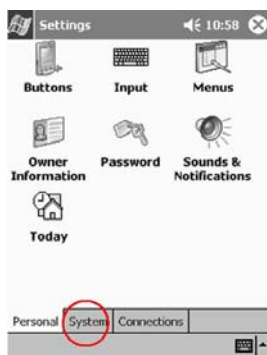 Settings 10:58
Buttons Input Menus
Owner Information Password Sounds & Notifications
Today
Personal System Connections